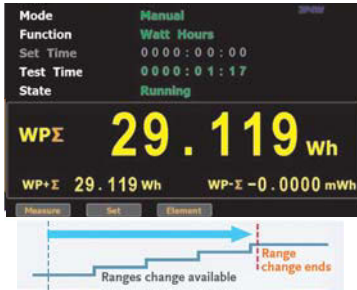 Mode Manual
Function Watt Hours
Set Time 0000:00:00
Test Time 0000:01:17
State Running
WPΣ 29.119 Wh
WP+Σ 29.119 Wh WP-Σ -0.0000 mWh
Measure Set Element
Range
change ends
Ranges change available